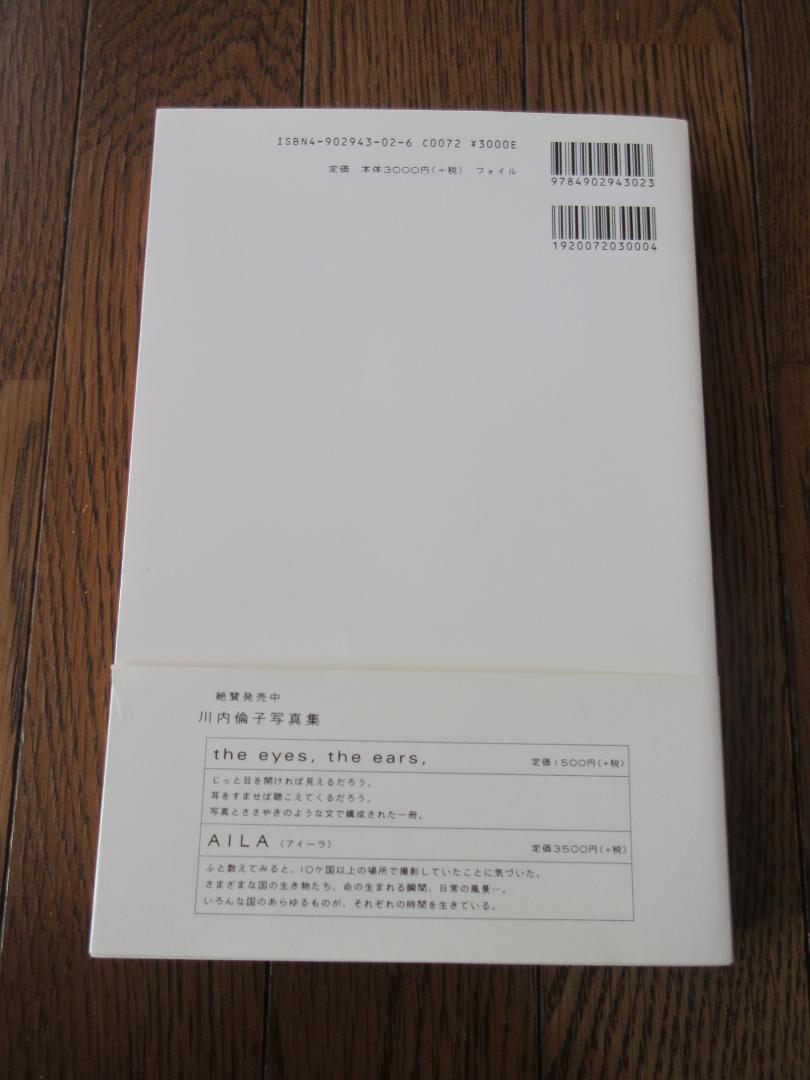 ISBN4-902943-02-6 C0072 ¥3000E
定価 本体3000円(+税) フォイル
9784902943023
1920072030004
絶賛発売中
川内倫子写真集
the eyes, the ears, 定価1500円(+税)
じっと目を開ければ見えるだろう。
耳をすませば聴こえてくるだろう。
写真とささやきのような文で構成された一冊。
AILA (アイーラ) 定価3500円(+税)
ふと数えてみると、10ケ国以上の場所で撮影していたことに気づいた。
さまざまな国の生き物たち、命の生まれる瞬間、日常の風景…。
いろんな国のあらゆるものが、それぞれの時間を生きている。